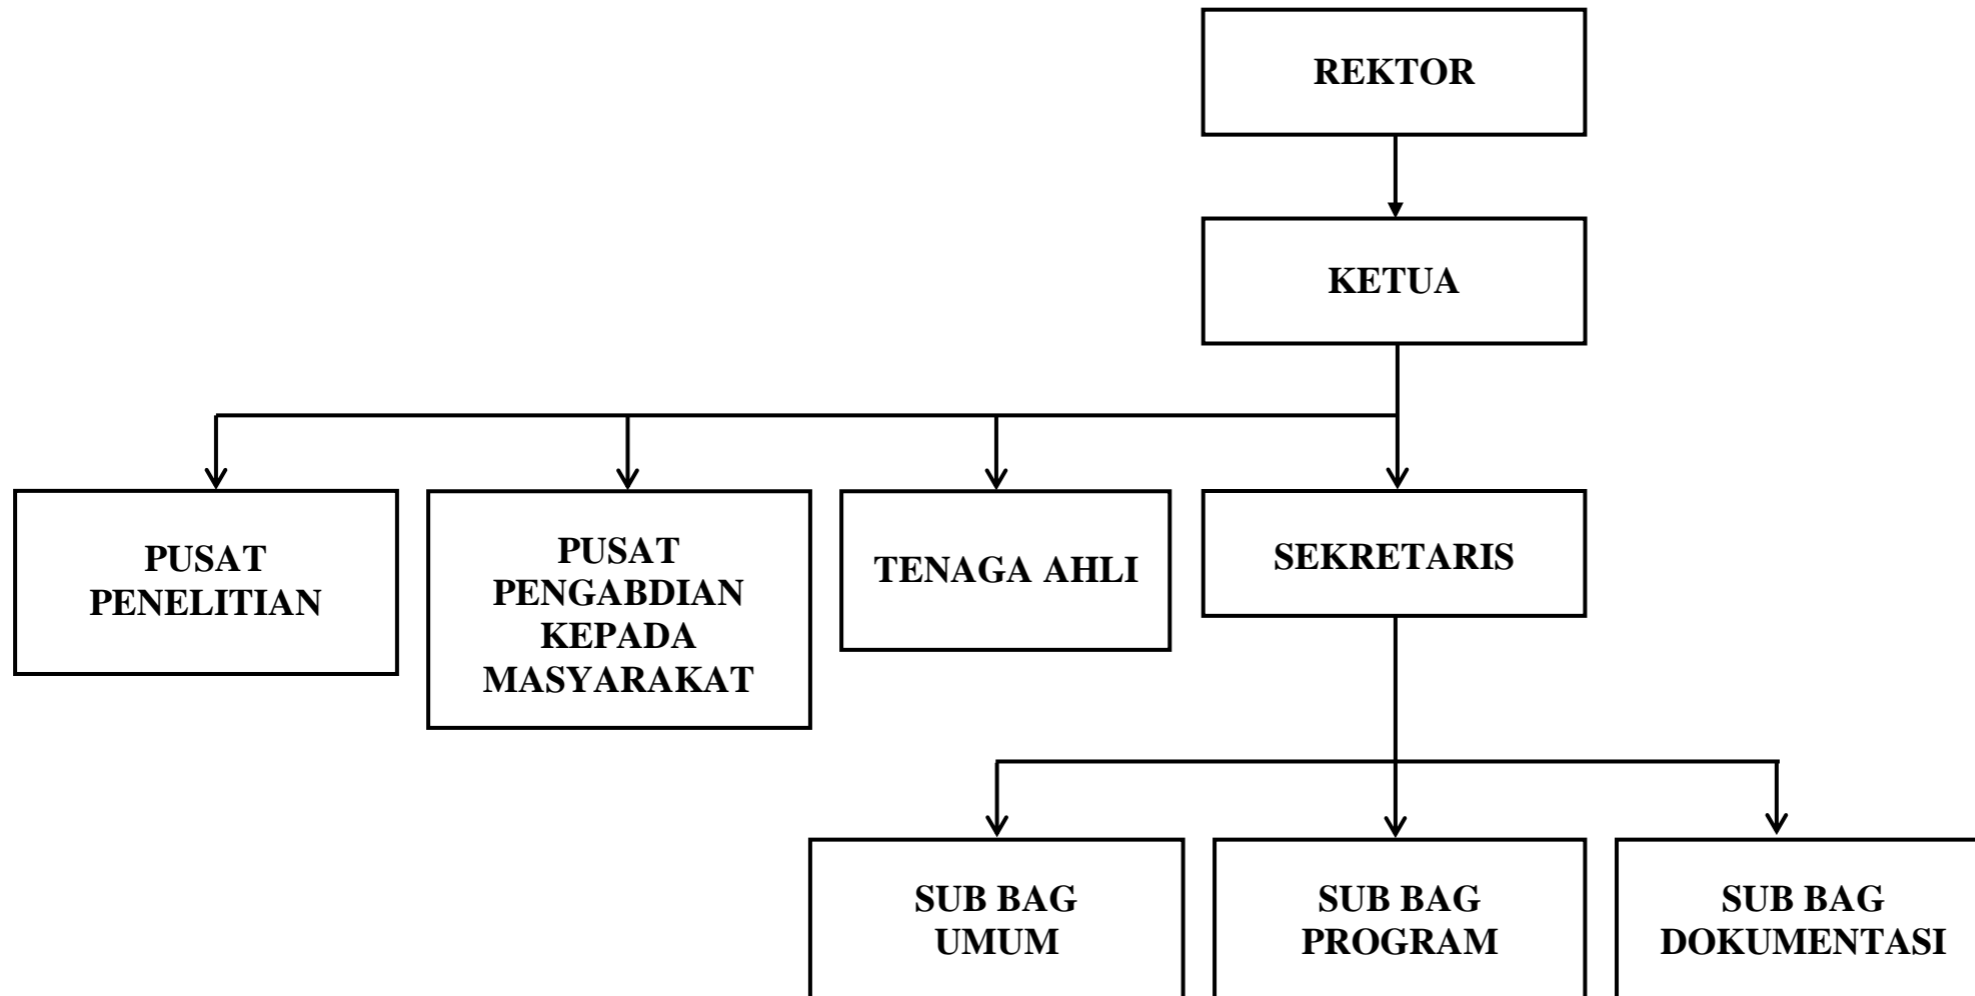 REKTOR
KETUA
PUSAT
PENELITIAN
PUSAT
PENGABDIAN
KEPADA
MASYARAKAT
TENAGA AHLI
SEKRETARIS
SUB BAG
UMUM
SUB BAG
PROGRAM
SUB BAG
DOKUMENTASI